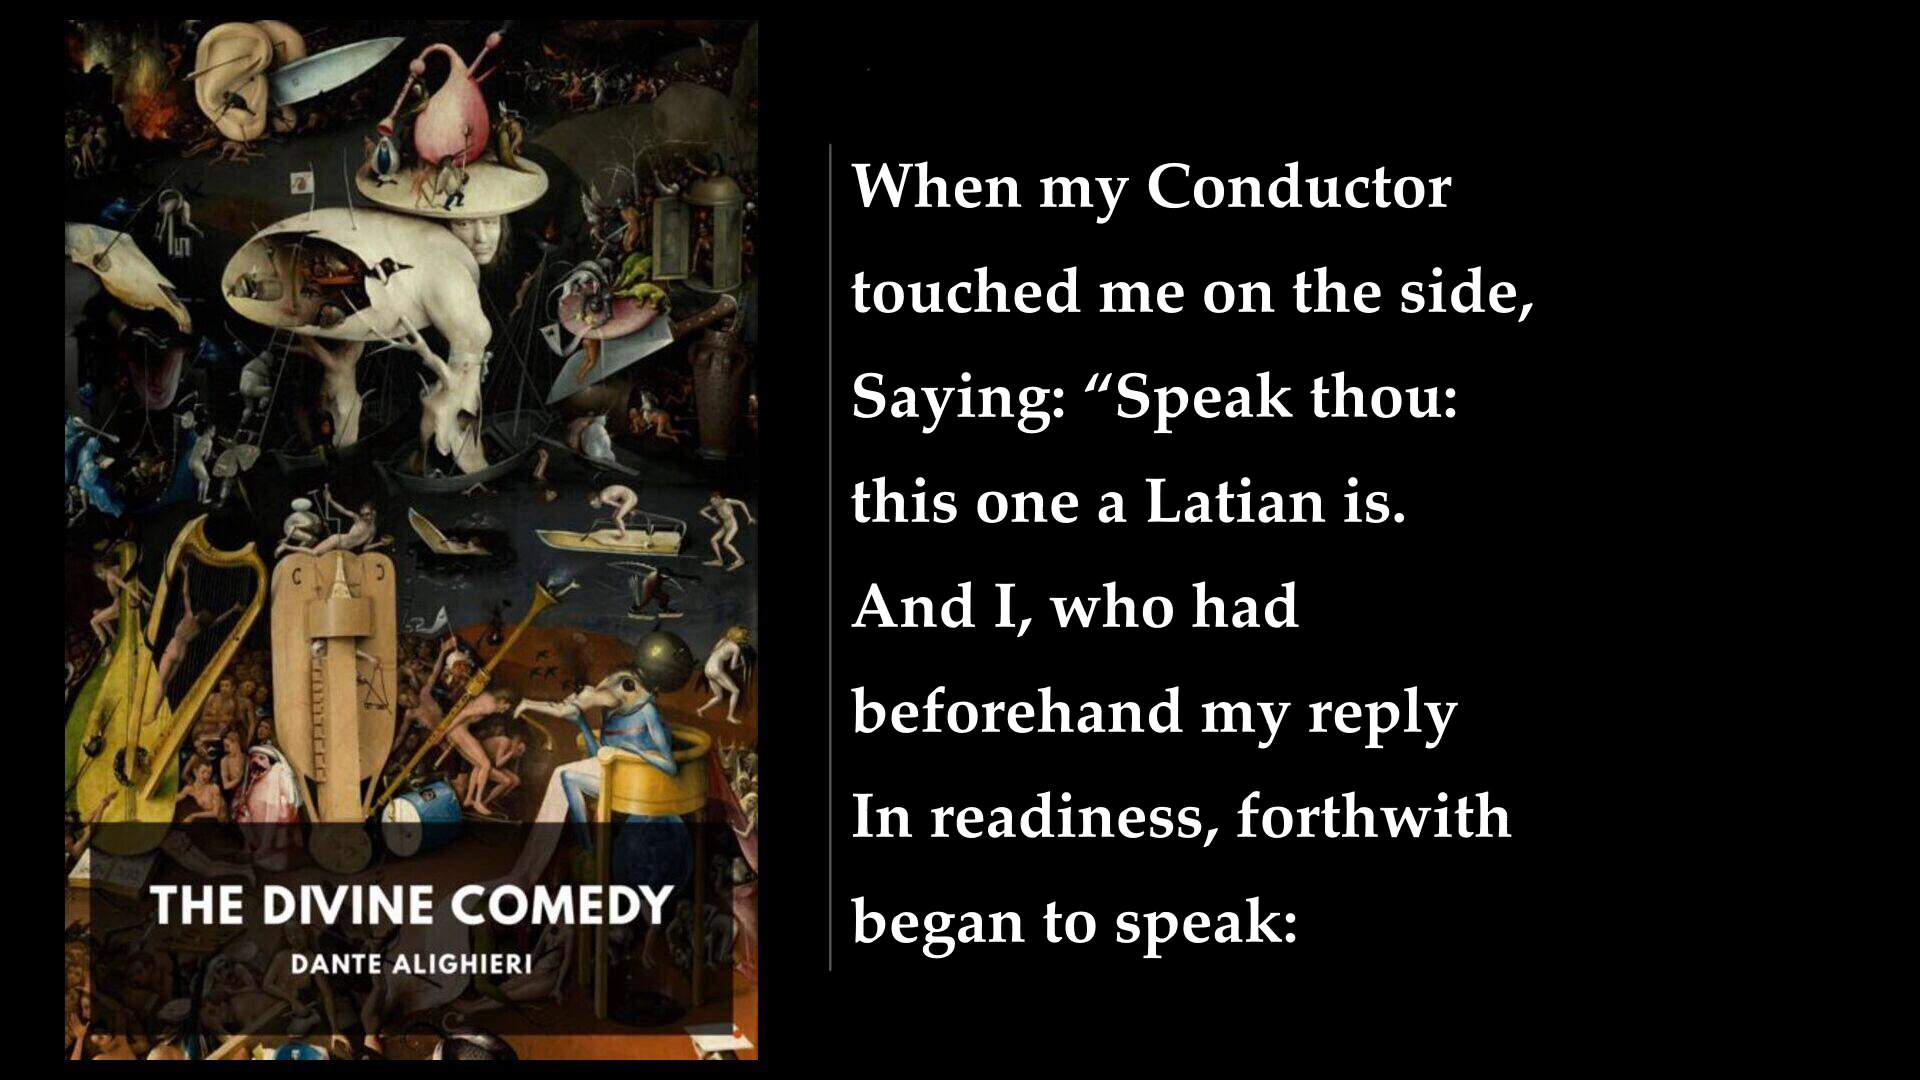 When my Conductor
touched me on the side,
Saying: “Speak thou:
this one a Latian is.
And I, who had
beforehand my reply
In readiness, forthwith
began to speak:
THE DIVINE COMEDY
DANTE ALIGHIERI